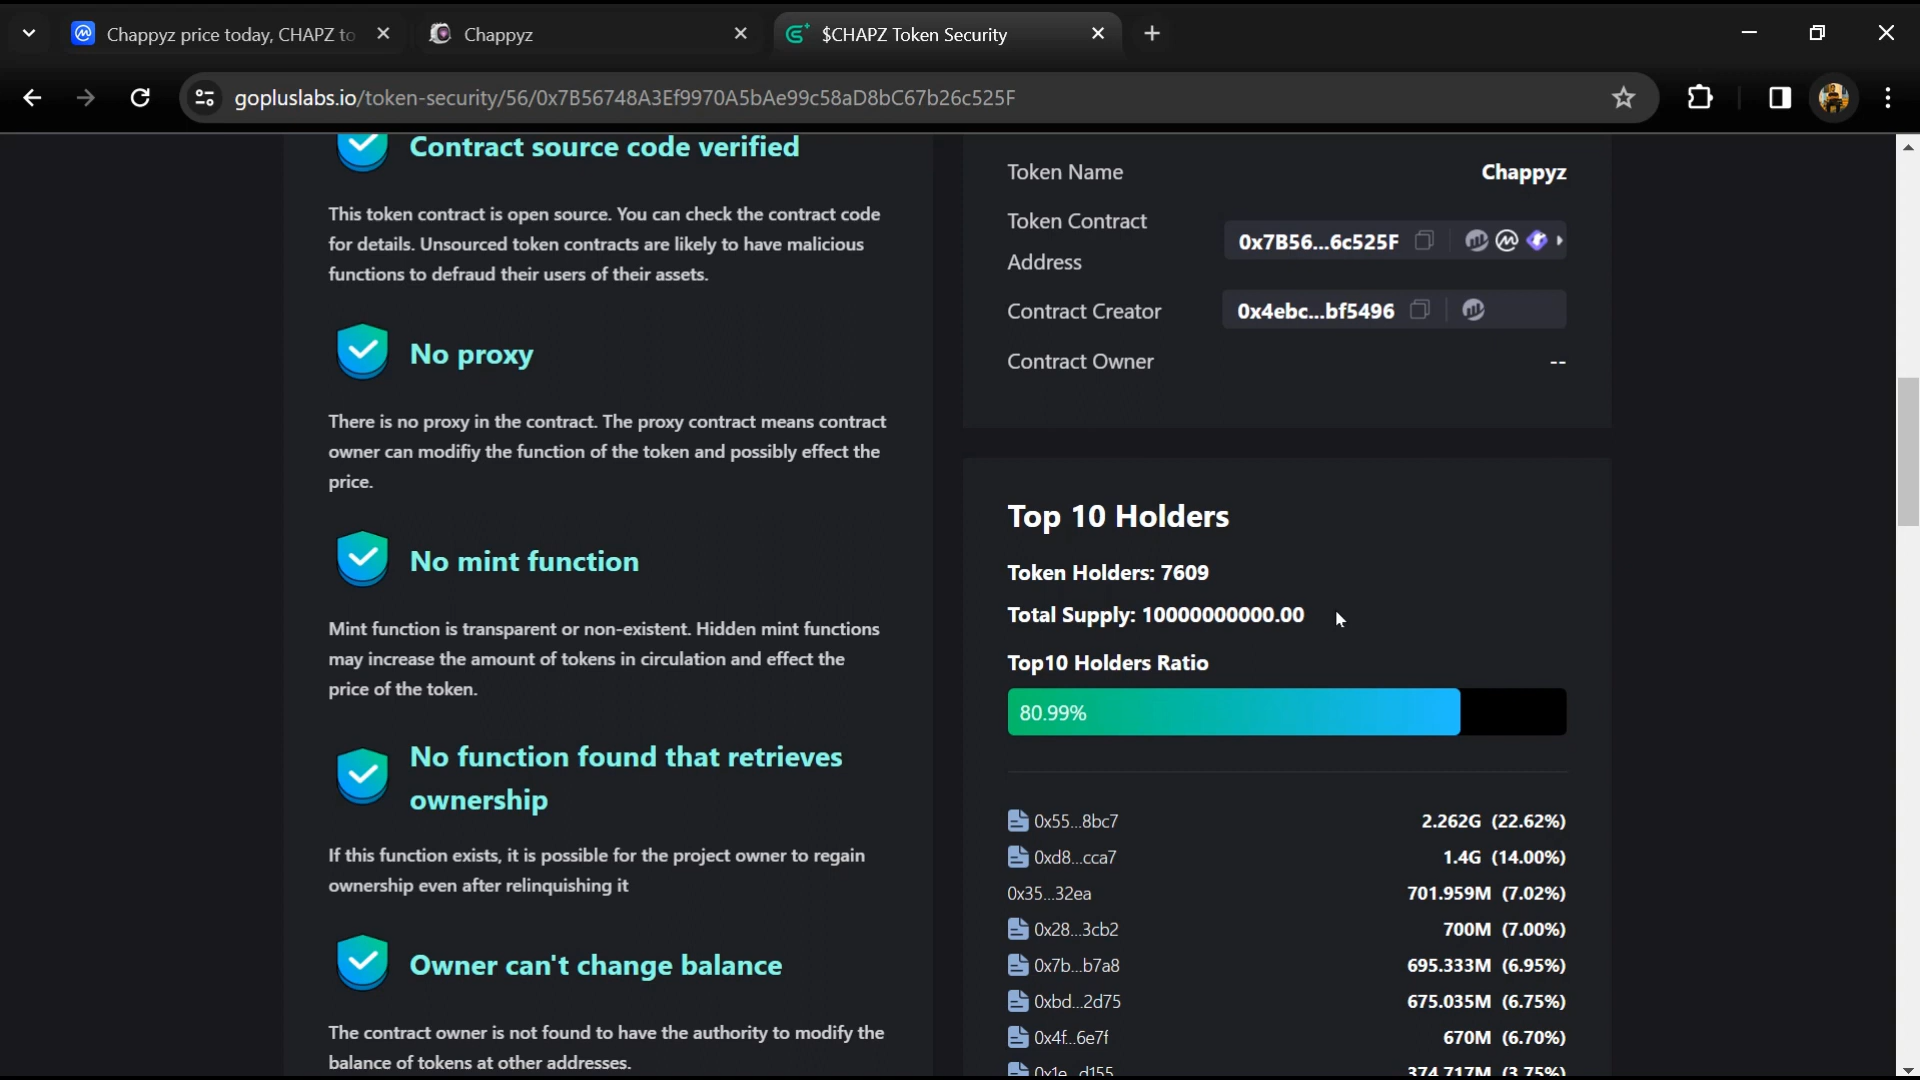 Chappyz price today, CHAPZ to
Chappyz
$CHAPZ Token Security
gopluslabs.io/token-security/56/0x7B56748A3Ef9970A5bAe99c58aD8bC67b26c525F
Contract source code verified
This token contract is open source. You can check the contract code
for details. Unsourced token contracts are likely to have malicious
functions to defraud their users of their assets.
No proxy
There is no proxy in the contract. The proxy contract means contract
owner can modifiy the function of the token and possibly effect the
price.
No mint function
Mint function is transparent or non-existent. Hidden mint functions
may increase the amount of tokens in circulation and effect the
price of the token.
No function found that retrieves
ownership
If this function exists, it is possible for the project owner to regain
ownership even after relinquishing it
Owner can't change balance
The contract owner is not found to have the authority to modify the
balance of tokens at other addresses.
Token Name Chappyz
Token Contract
Address
0x7B56...6c525F
Contract Creator 0x4ebc...bf5496
Contract Owner --
Top 10 Holders
Token Holders: 7609
Total Supply: 10000000000.00
Top10 Holders Ratio
80.99%
0x55...8bc7 2.262G (22.62%)
0xd8...cca7 1.4G (14.00%)
0x35...32ea 701.959M (7.02%)
0x28...3cb2 700M (7.00%)
0x7b...b7a8 695.333M (6.95%)
0xbd...2d75 675.035M (6.75%)
0x4f...6e7f 670M (6.70%)
0x1e...d155 374.717M (3.75%)